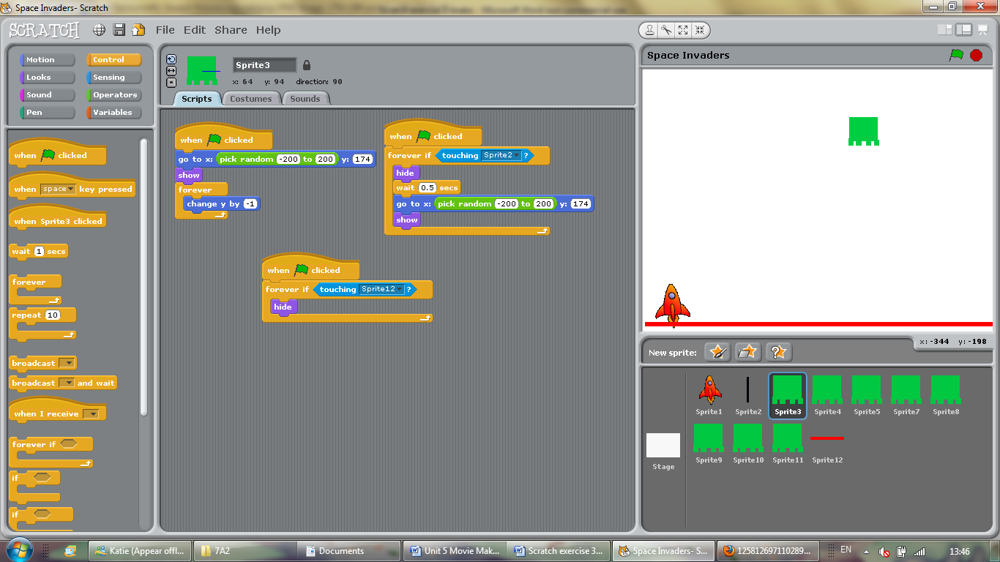 Space Invaders- Scratch
SCRATCH File Edit Share Help
Motion Control
Looks Sensing
Sound Operators
Pen Variables
when clicked
when space key pressed
when Sprite3 clicked
wait 1 secs
forever
repeat 10
broadcast
broadcast and wait
when I receive
forever if
if
if
Sprite3
x: 64 y: 94 direction: 90
Scripts Costumes Sounds
when clicked
go to x: pick random -200 to 200 y: 174
show
forever
change y by -1
when clicked
forever if touching Sprite2 ?
hide
wait 0.5 secs
go to x: pick random -200 to 200 y: 174
show
when clicked
forever if touching Sprite12 ?
hide
Space Invaders
x: -344 y: -198
New sprite:
Sprite1 Sprite2 Sprite3 Sprite4 Sprite5 Sprite7 Sprite8
Sprite9 Sprite10 Sprite11 Sprite12
Stage
Katie (Appear offl... 7A2 Documents Unit 5 Movie Mak... Scratch exercise 3... Space Invaders- S... 125812697110289... EN 13:46